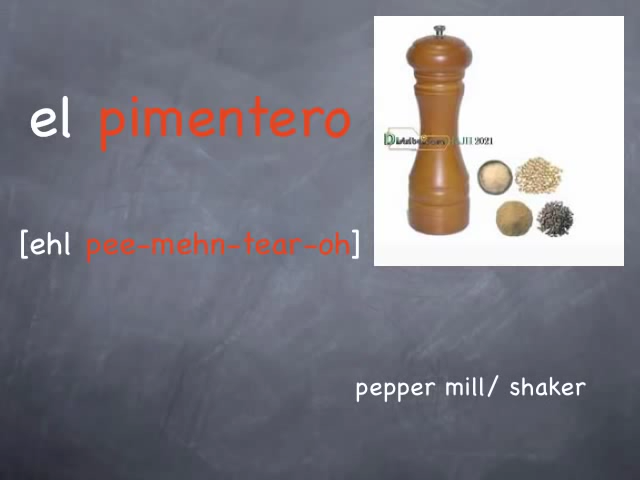 el pimentero
[ehl pee-mehn-tear-oh]
pepper mill/ shaker
2021